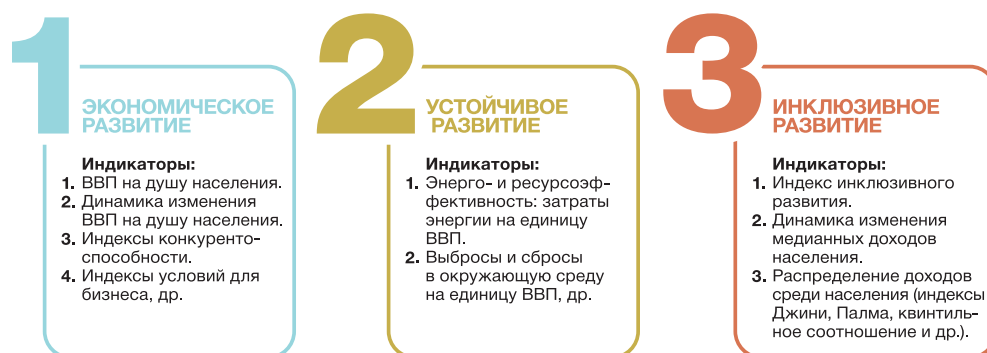 1
ЭКОНОМИЧЕСКОЕ
РАЗВИТИЕ
Индикаторы:
1. ВВП на душу населения.
2. Динамика изменения
ВВП на душу населения.
3. Индексы конкуренто-
способности.
4. Индексы условий для
бизнеса, др.
2
УСТОЙЧИВОЕ
РАЗВИТИЕ
Индикаторы:
1. Энерго- и ресурсоэф-
фективность: затраты
энергии на единицу
ВВП.
2. Выбросы и сбросы
в окружающую среду
на единицу ВВП, др.
3
ИНКЛЮЗИВНОЕ
РАЗВИТИЕ
Индикаторы:
1. Индекс инклюзивного
развития.
2. Динамика изменения
медианных доходов
населения.
3. Распределение доходов
среди населения (индексы
Джини, Палма, квинтиль-
ное соотношение и др.).